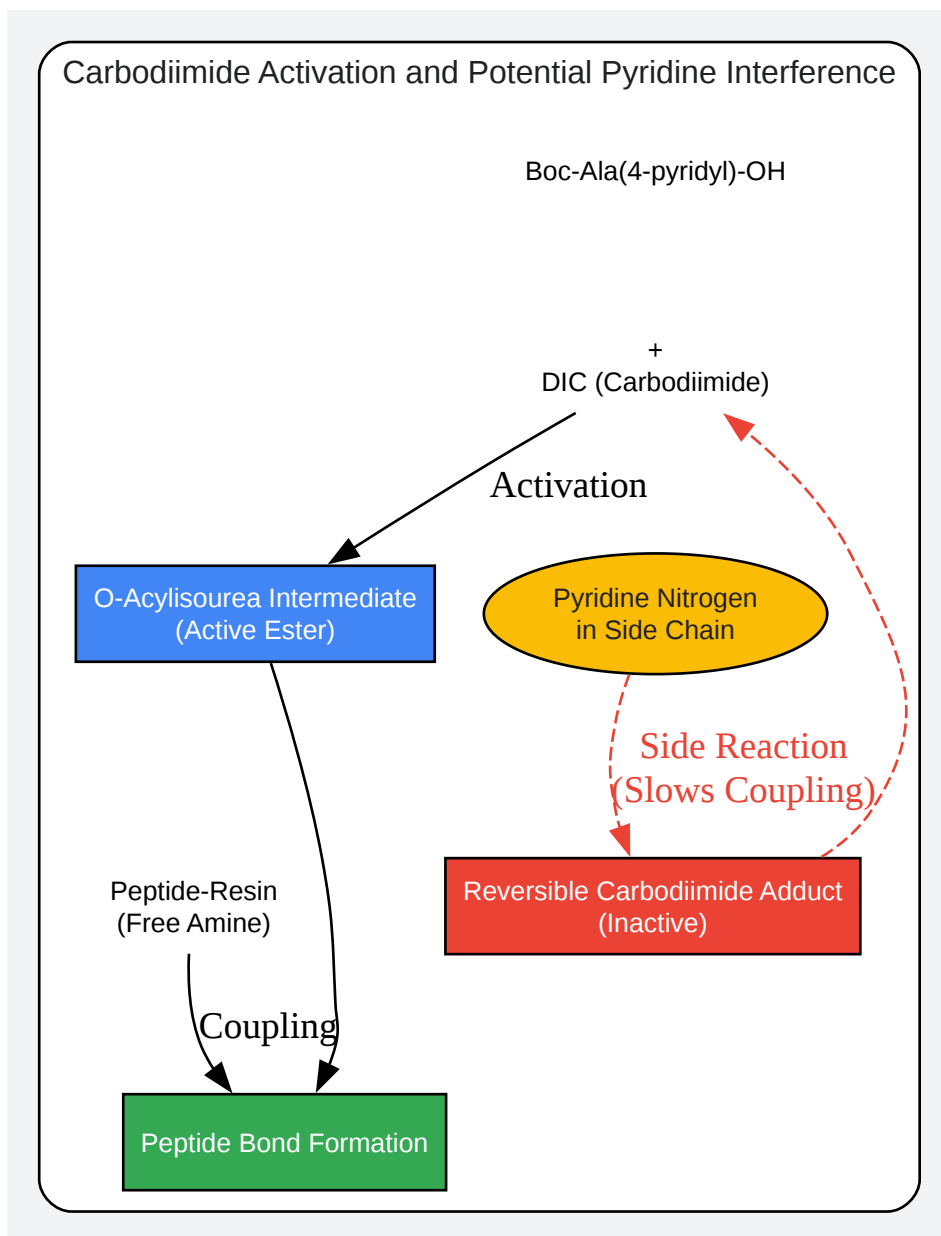 Carbodiimide Activation and Potential Pyridine Interference
Boc-Ala(4-pyridyl)-OH
+
DIC (Carbodiimide)
Activation
O-Acylisourea Intermediate
(Active Ester)
Pyridine Nitrogen
in Side Chain
Side Reaction
(Slows Coupling)
Peptide-Resin
(Free Amine)
Reversible Carbodiimide Adduct
(Inactive)
Coupling
Peptide Bond Formation